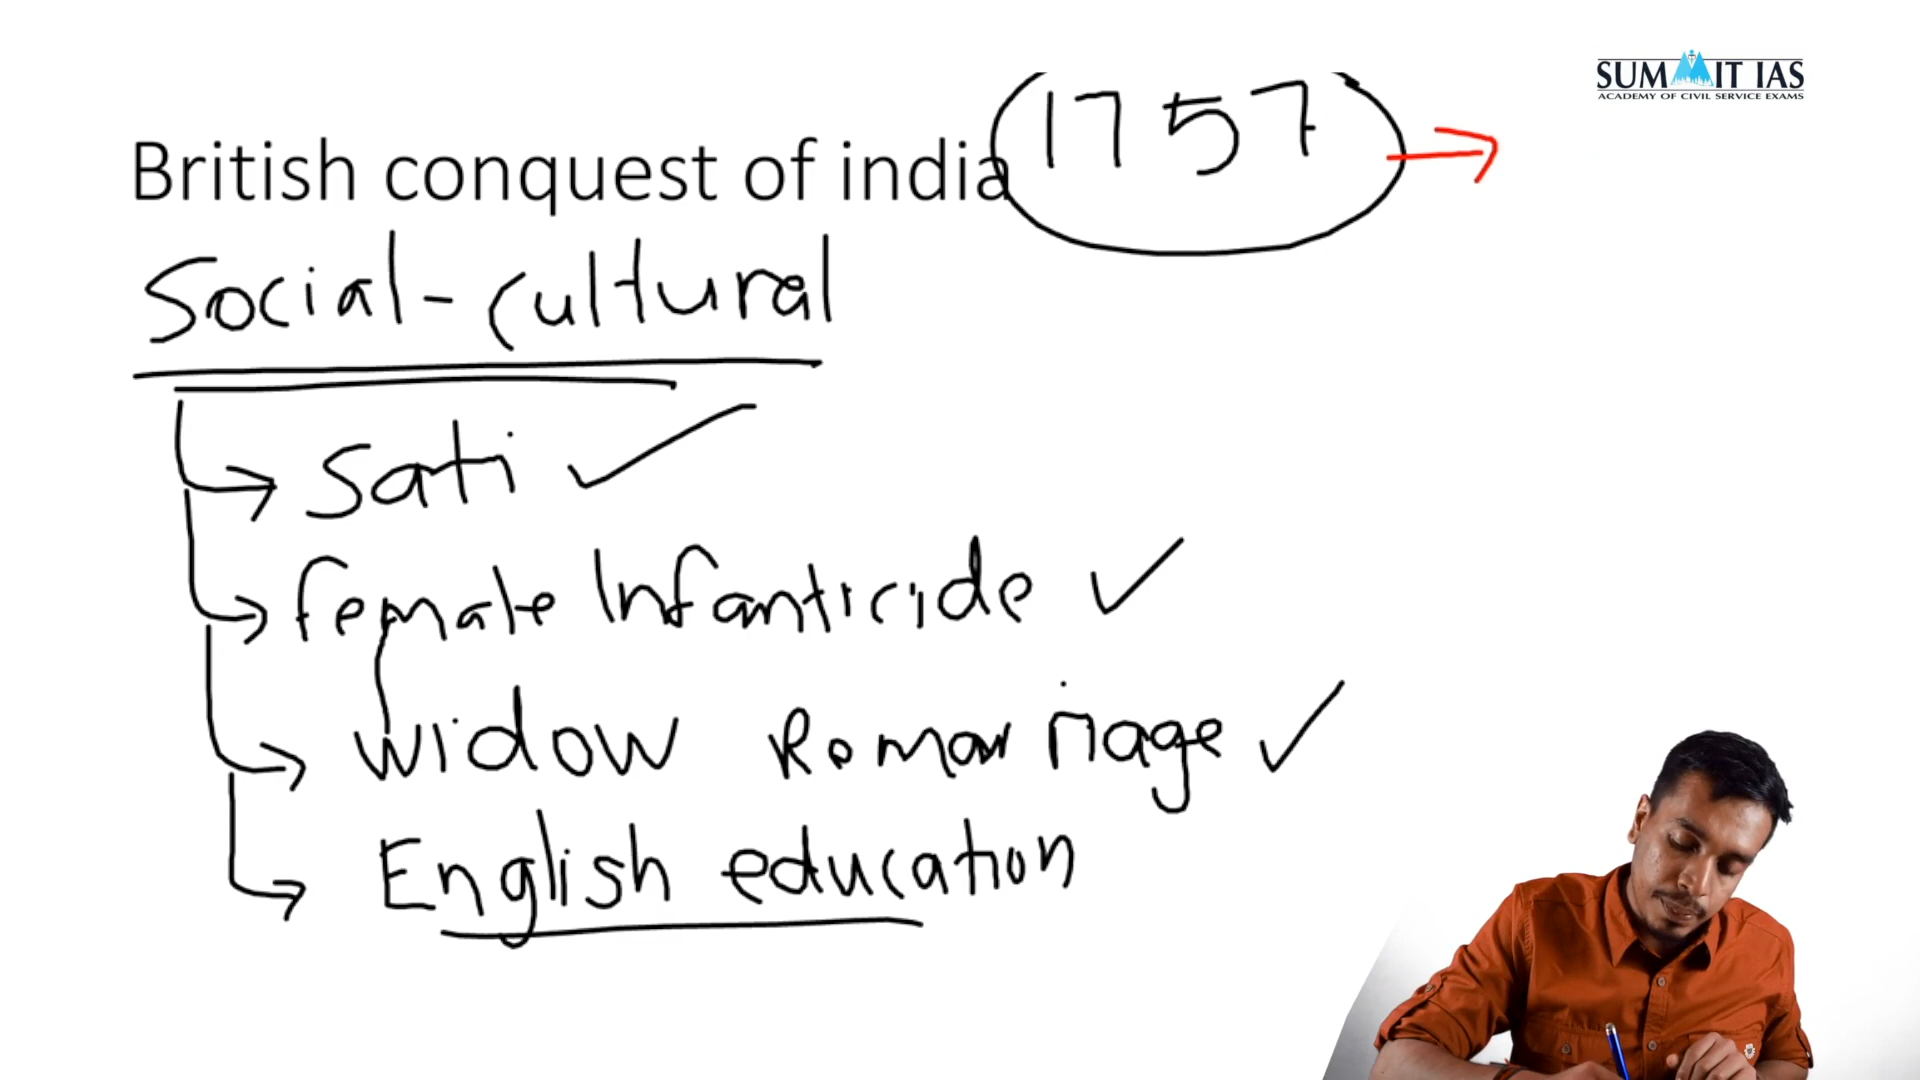 SUMMIT IAS
ACADEMY OF CIVIL SERVICE EXAMS
British conquest of india 1757
Social-cultural
Sati
female Infanticide
widow Remarriage
English education